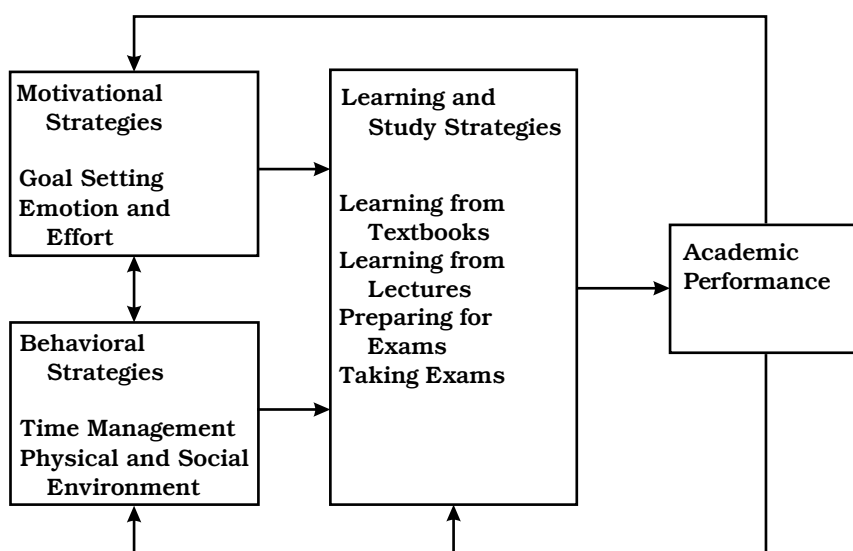 Motivational
Strategies
Goal Setting
Emotion and
Effort
Behavioral
Strategies
Time Management
Physical and Social
Environment
Learning and
Study Strategies
Learning from
Textbooks
Learning from
Lectures
Preparing for
Exams
Taking Exams
Academic
Performance